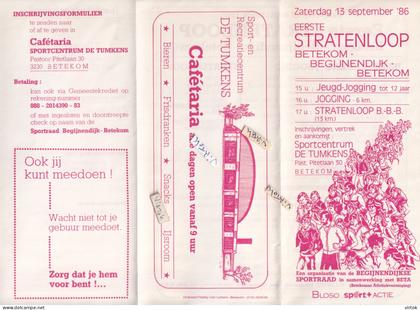 INSCHRIJVINGSFORMULIER
te zenden naar
of af te geven in
Cafétaria
SPORTCENTRUM DE TUMKENS
Pastoor Pitetlaan 30
3230 BETEKOM
Betaling :
kan ook via Gemeentekrediet op
rekening nummer
of met ingesloten en doorstreepte
check op naam van de
Sportraad Begijnendijk-Betekom
Ook jij
kunt meedoen !
Wacht niet tot je
gebuur meedoet.
Zorg dat je hem
voor bent !...
Sport- en
Recreatiecentrum
DE TUMKENS
Cafétaria
alle dagen open vanaf 9 uur
Bieren
Frisdranken
Snacks
IJsroom
Zaterdag 13 september '86
EERSTE
STRATENLOOP
BETEKOM -
BEGIJNENDIJK -
BETEKOM
15 u. Jeugd-Jogging tot 12 jaar
16 u. JOGGING - 6 km.
17 u. STRATENLOOP B.-B.-B.
(13 km.)
Inschrijvingen, vertrek
en aankomst :
Sportcentrum
DE TUMKENS
Past. Pitetlaan 30
BETEKOM
Een organisatie van de BEGIJNENDIJKSE
SPORTRAAD in samenwerking met BETA
BLOSO sport+ ACTIE